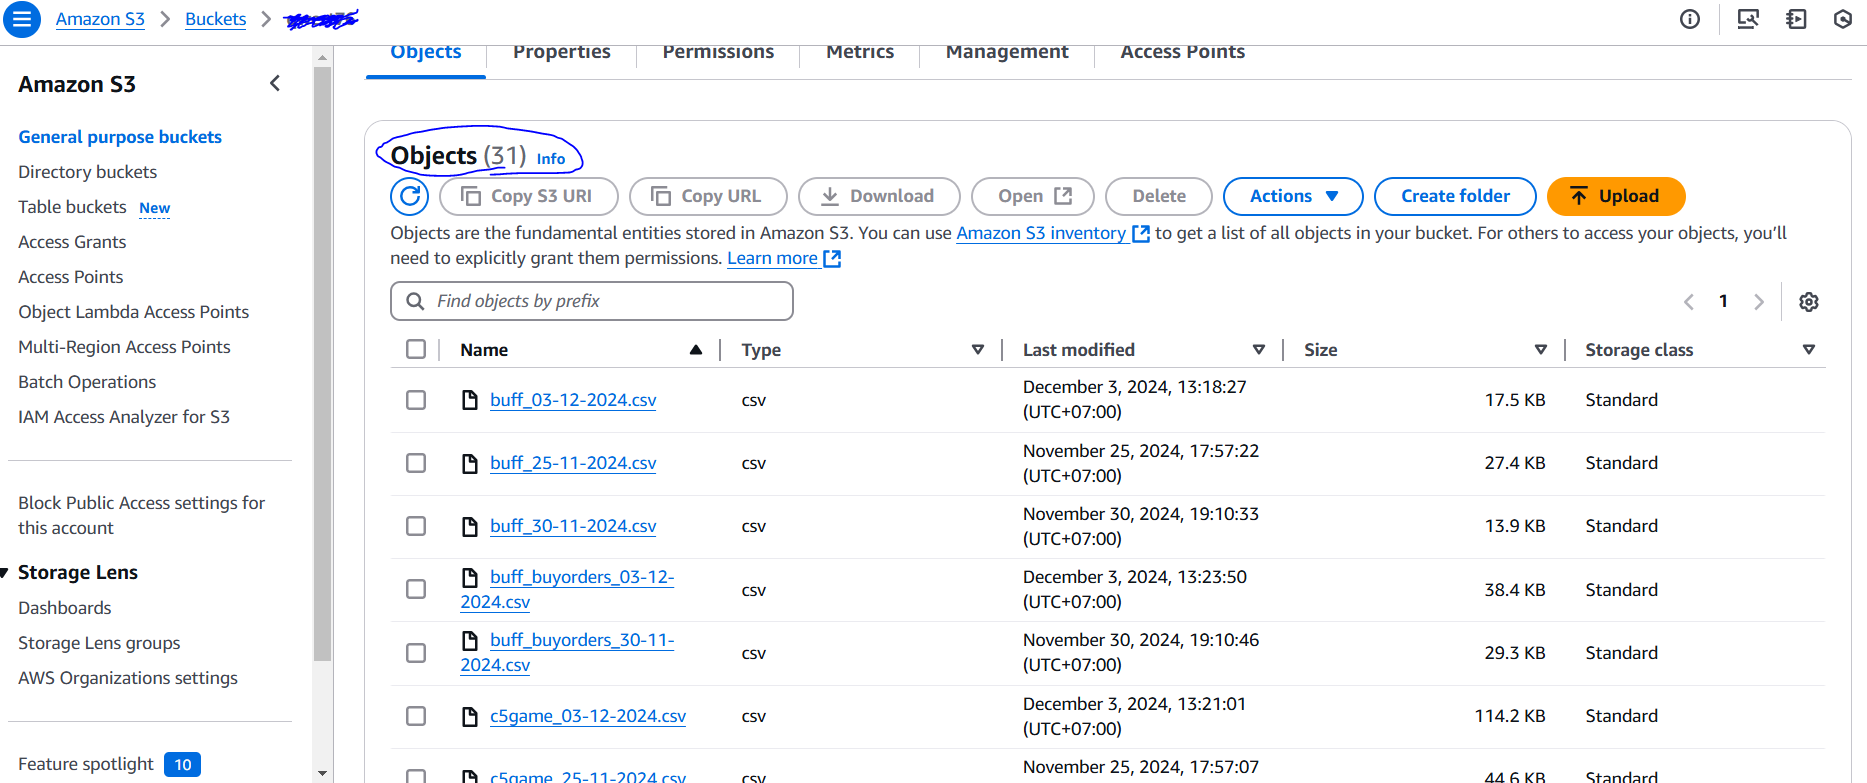 Amazon S3 > Buckets >
Amazon S3
General purpose buckets
Directory buckets
Table buckets New
Access Grants
Access Points
Object Lambda Access Points
Multi-Region Access Points
Batch Operations
IAM Access Analyzer for S3
Block Public Access settings for
this account
Storage Lens
Dashboards
Storage Lens groups
AWS Organizations settings
Feature spotlight 10
Objects Properties Permissions Metrics Management Access Points
Objects (31) Info
Copy S3 URI Copy URL Download Open Delete Actions Create folder Upload
Objects are the fundamental entities stored in Amazon S3. You can use Amazon S3 inventory to get a list of all objects in your bucket. For others to access your objects, you'll
need to explicitly grant them permissions. Learn more
Find objects by prefix
1
Name Type Last modified Size Storage class
buff_03-12-2024.csv csv December 3, 2024, 13:18:27 (UTC+07:00) 17.5 KB Standard
buff_25-11-2024.csv csv November 25, 2024, 17:57:22 (UTC+07:00) 27.4 KB Standard
buff_30-11-2024.csv csv November 30, 2024, 19:10:33 (UTC+07:00) 13.9 KB Standard
buff_buyorders_03-12-2024.csv csv December 3, 2024, 13:23:50 (UTC+07:00) 38.4 KB Standard
buff_buyorders_30-11-2024.csv csv November 30, 2024, 19:10:46 (UTC+07:00) 29.3 KB Standard
c5game_03-12-2024.csv csv December 3, 2024, 13:21:01 (UTC+07:00) 114.2 KB Standard
c5game_25-11-2024.csv csv November 25, 2024, 17:57:07 44.6 KB Standard